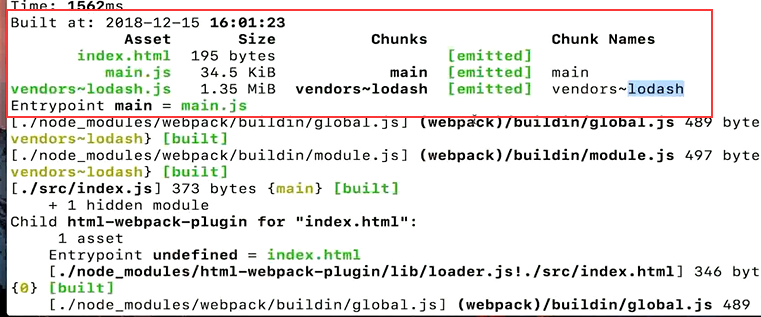 Time: 1562ms
Built at: 2018-12-15 16:01:23
Asset Size Chunks Chunk Names
index.html 195 bytes [emitted]
main.js 34.5 KiB main [emitted] main
vendors~lodash.js 1.35 MiB vendors~lodash [emitted] vendors~lodash
Entrypoint main = main.js
[./node_modules/webpack/buildin/global.js] (webpack)/buildin/global.js 489 byte
vendors~lodash} [built]
[./node_modules/webpack/buildin/module.js] (webpack)/buildin/module.js 497 byte
vendors~lodash} [built]
[./src/index.js] 373 bytes {main} [built]
+ 1 hidden module
Child html-webpack-plugin for "index.html":
1 asset
Entrypoint undefined = index.html
[./node_modules/html-webpack-plugin/lib/loader.js!./src/index.html] 346 byt
{0} [built]
[./node_modules/webpack/buildin/global.js] (webpack)/buildin/global.js 489